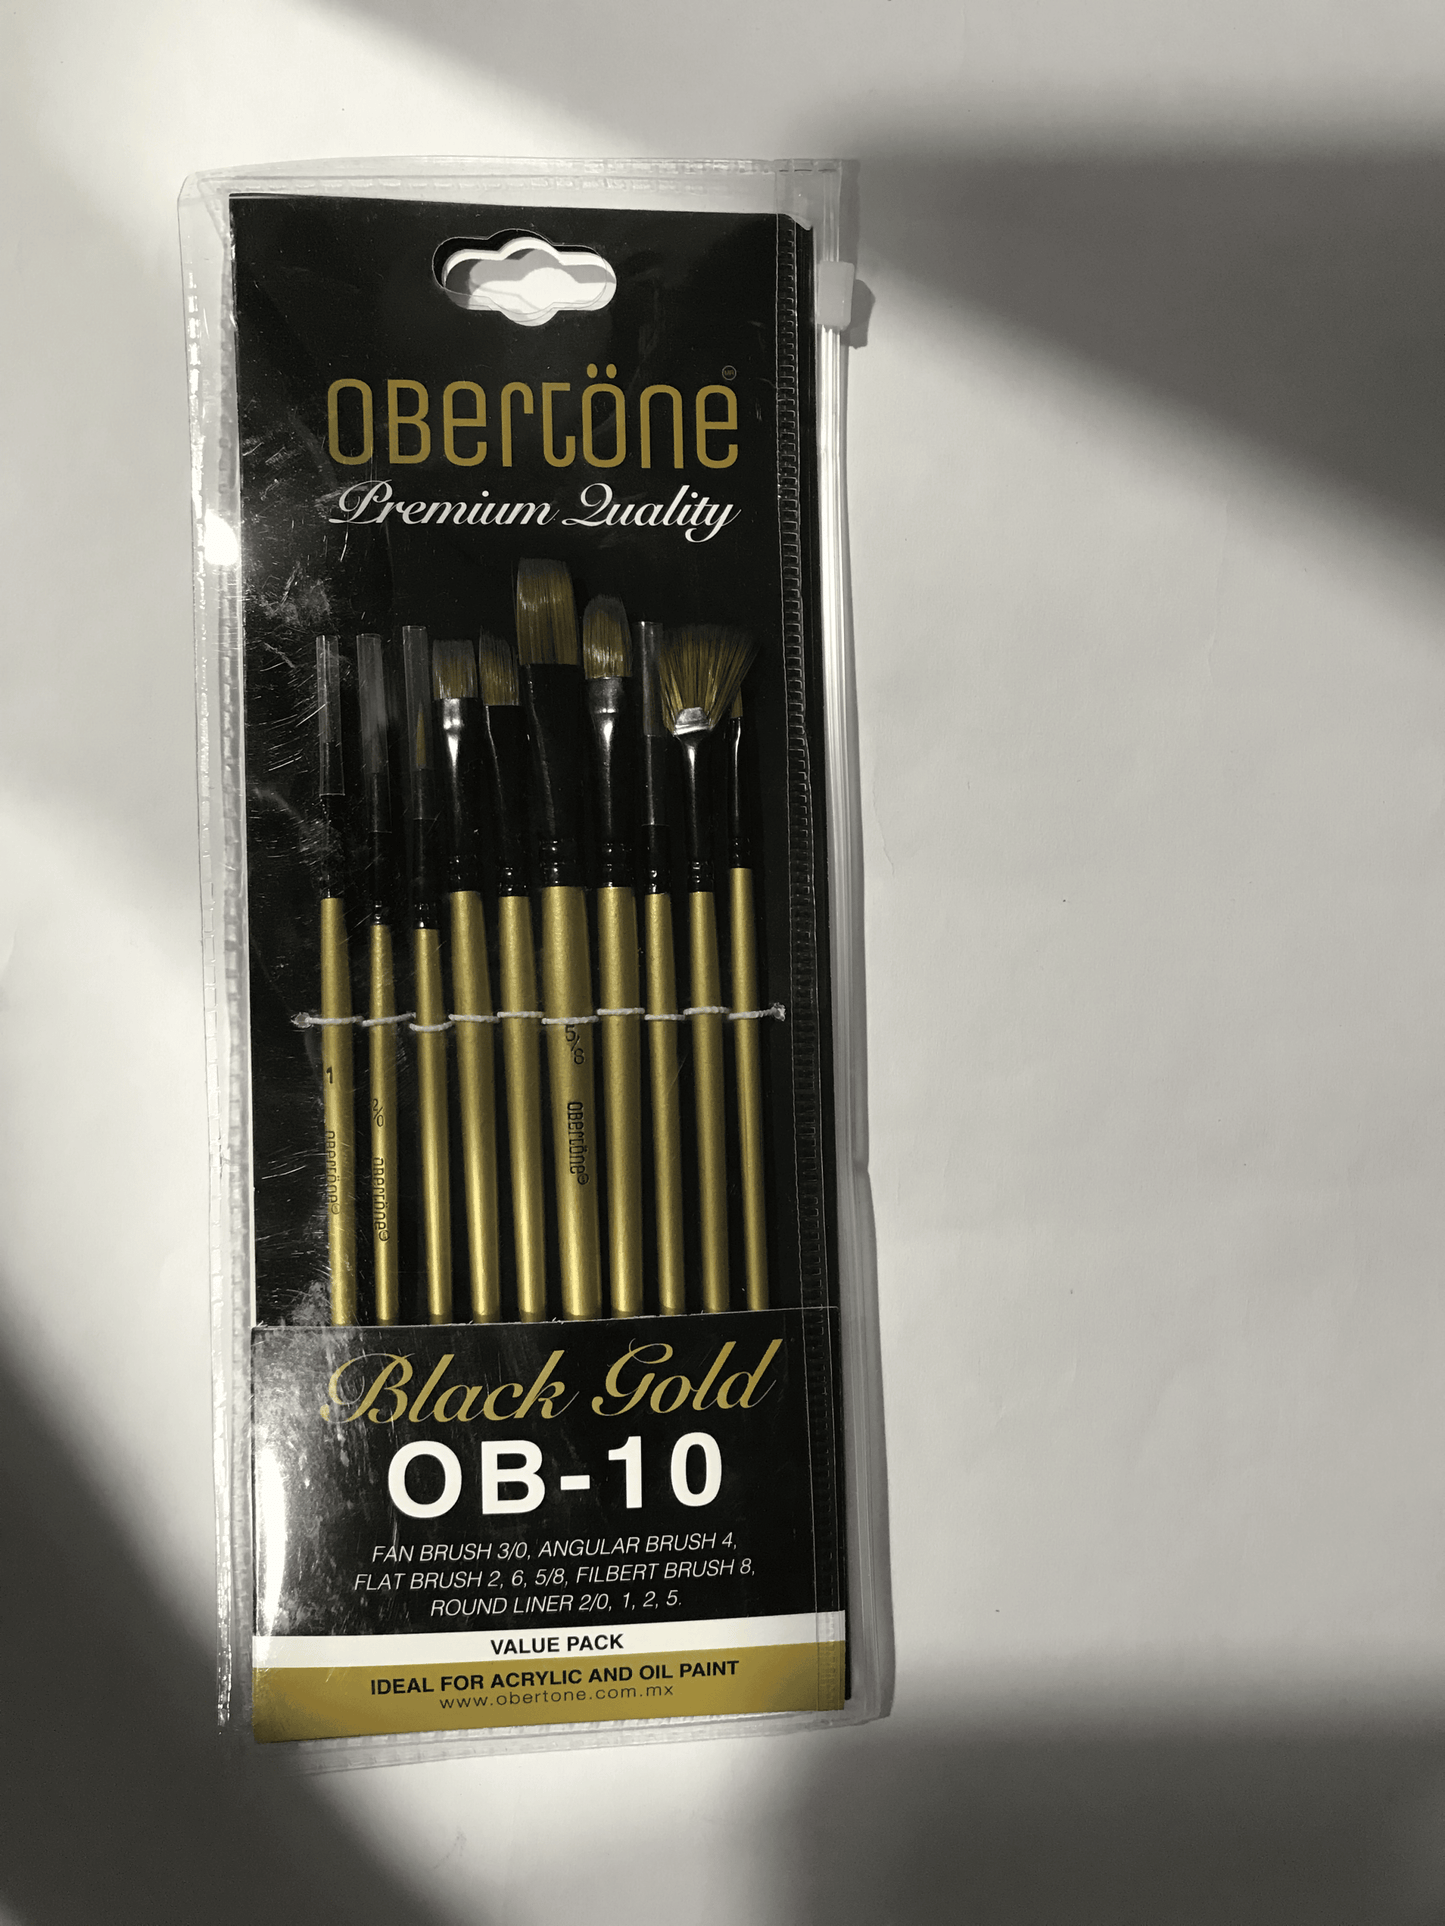 OBERTÖNE MR
Premium Quality
1
OBERTÖNE
2/0
OBERTÖNE
5/8
OBERTÖNE
Black Gold
OB-10
FAN BRUSH 3/0, ANGULAR BRUSH 4,
FLAT BRUSH 2, 6, 5/8, FILBERT BRUSH 8,
ROUND LINER 2/0, 1, 2, 5.
VALUE PACK
IDEAL FOR ACRYLIC AND OIL PAINT
www.obertone.com.mx